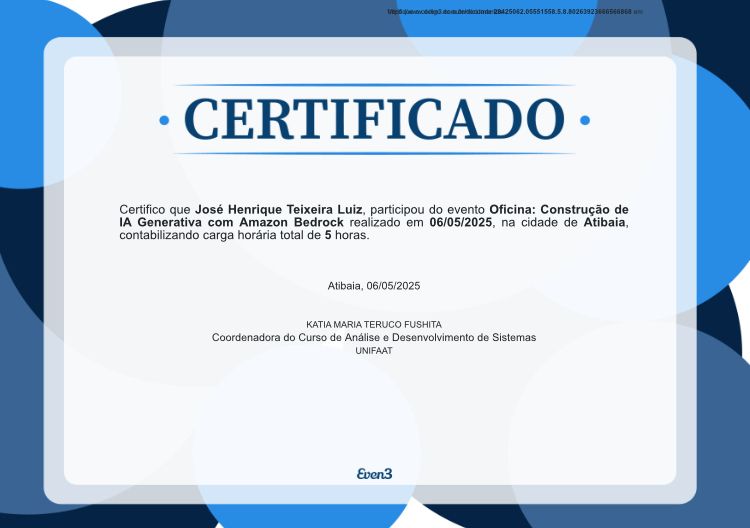 CERTIFICADO
Certifico que José Henrique Teixeira Luiz, participou do evento Oficina: Construção de
IA Generativa com Amazon Bedrock realizado em 06/05/2025, na cidade de Atibaia,
contabilizando carga horária total de 5 horas.
Atibaia, 06/05/2025
KATIA MARIA TERUCO FUSHITA
Coordenadora do Curso de Análise e Desenvolvimento de Sistemas
UNIFAAT
Even3